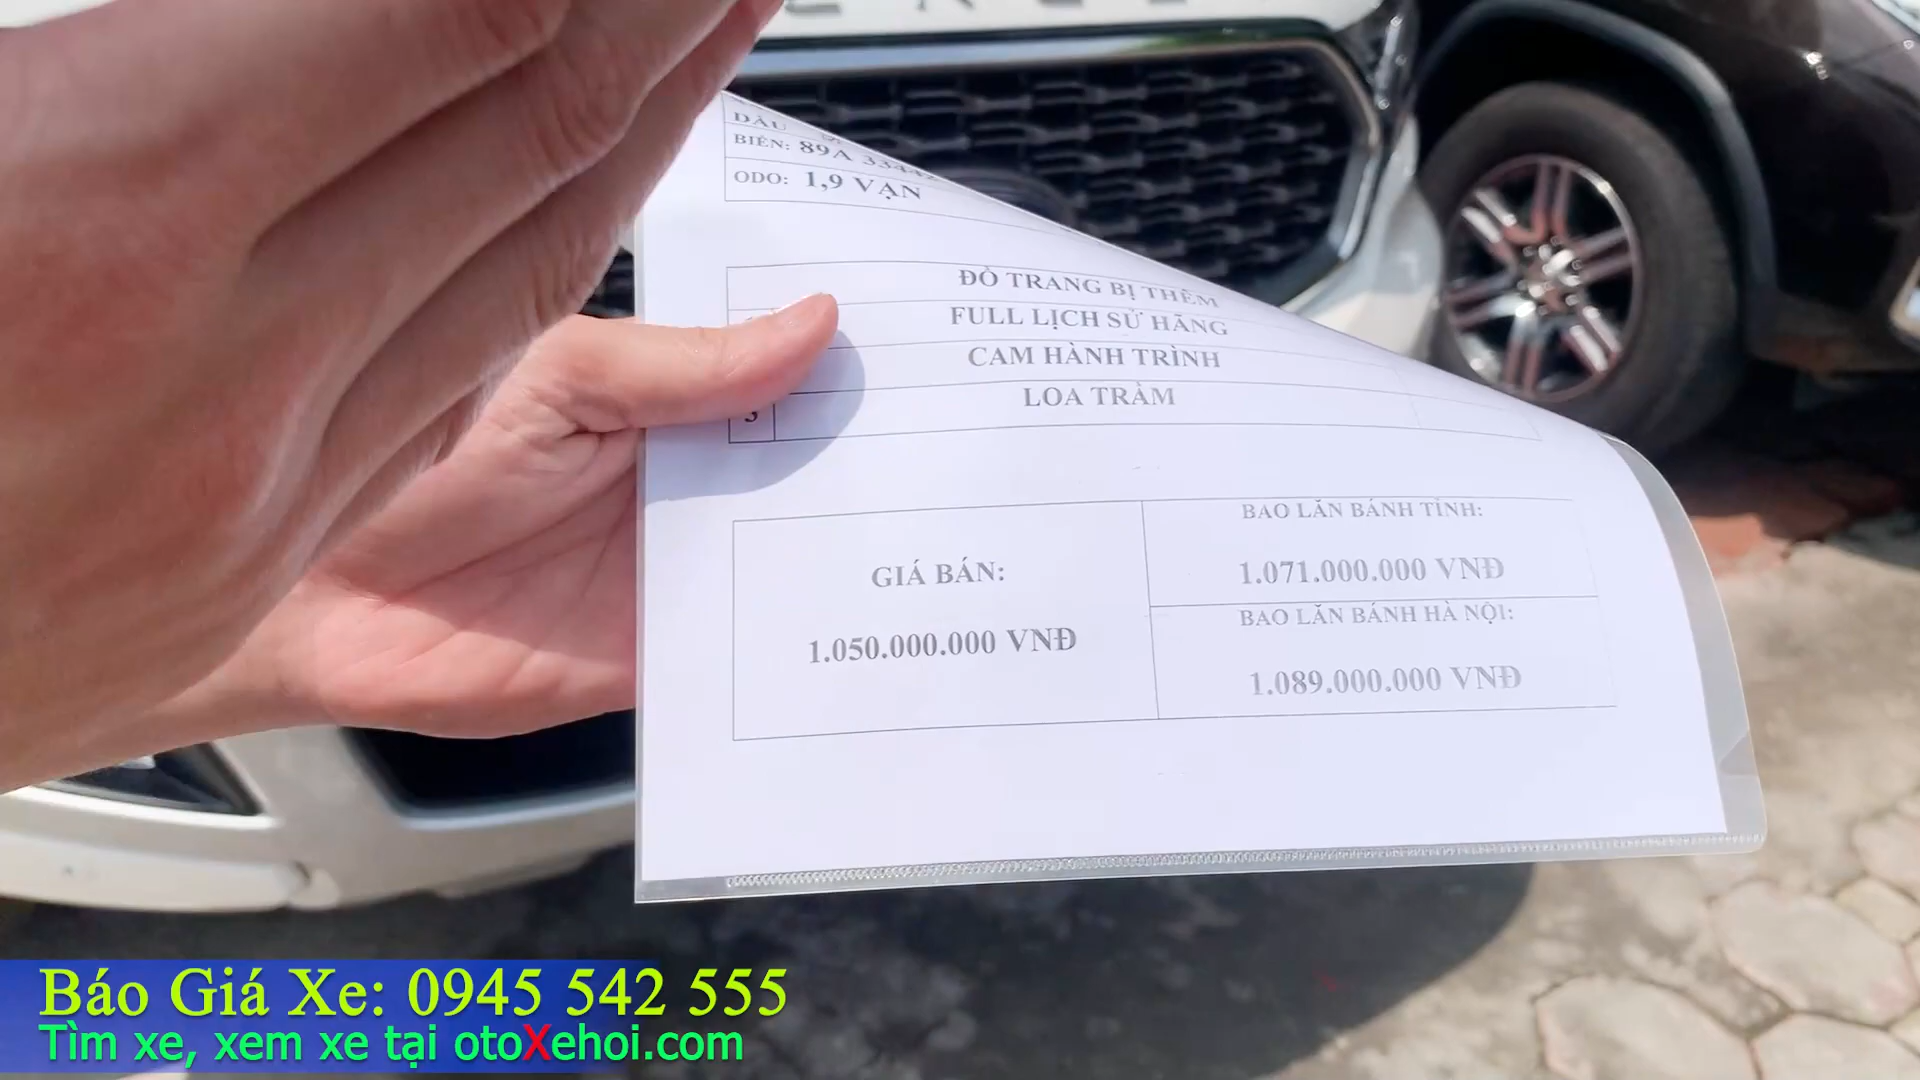 DẦU
BIỂN: 89A 33442
ODO: 1,9 VẠN
ĐỒ TRANG BỊ THÊM
FULL LỊCH SỬ HÃNG
CAM HÀNH TRÌNH
3 LOA TRẦM
GIÁ BÁN:
1.050.000.000 VNĐ
BAO LĂN BÁNH TỈNH:
1.071.000.000 VNĐ
BAO LĂN BÁNH HÀ NỘI:
1.089.000.000 VNĐ
Báo Giá Xe: 0945 542 555
Tìm xe, xem xe tại otoXehoi.com